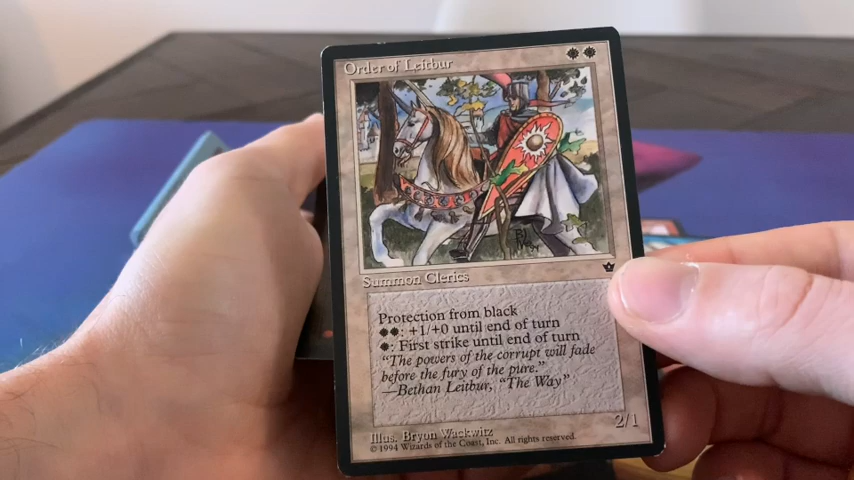 Order of Leitbur
Summon Clerics
Protection from black
: +1/+0 until end of turn
: First strike until end of turn
"The powers of the corrupt will fade
before the fury of the pure."
—Bethan Leitbur, "The Way"
2/1
Illus. Bryon Wackwitz
© 1994 Wizards of the Coast, Inc. All rights reserved.